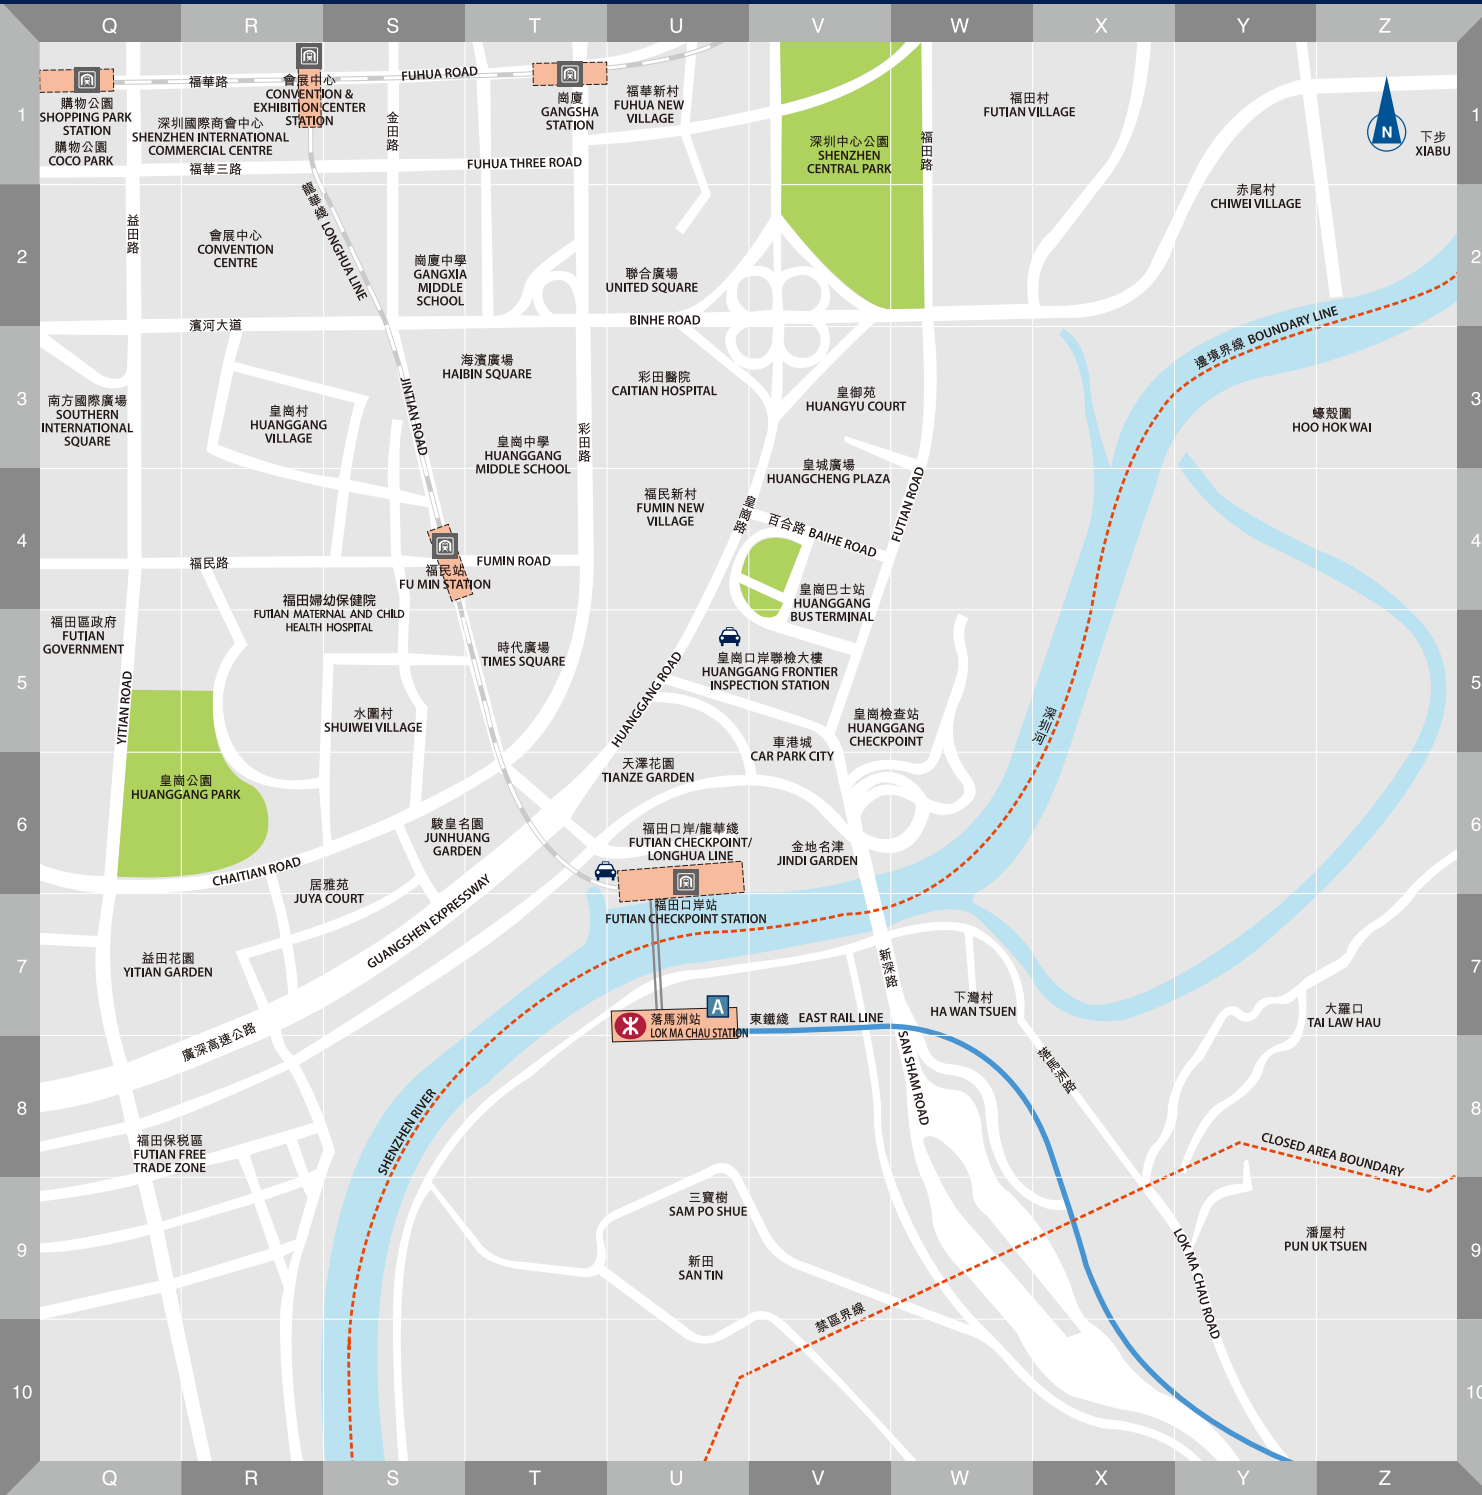 Q R S T U V W X Y Z
1
2
3
4
5
6
7
8
9
10
購物公園
SHOPPING PARK
STATION
購物公園
COCO PARK
福華路
FUHUA ROAD
會展中心
CONVENTION &
EXHIBITION CENTER
STATION
深圳國際商會中心
SHENZHEN INTERNATIONAL
COMMERCIAL CENTRE
金田路
崗廈
GANGSHA
STATION
福華新村
FUHUA NEW
VILLAGE
深圳中心公園
SHENZHEN
CENTRAL PARK
福田路
福田村
FUTIAN VILLAGE
N
下步
XIABU
福華三路
FUHUA THREE ROAD
龍華綫 LONGHUA LINE
益田路
會展中心
CONVENTION
CENTRE
崗廈中學
GANGXIA
MIDDLE
SCHOOL
聯合廣場
UNITED SQUARE
赤尾村
CHIWEI VILLAGE
濱河大道
BINHE ROAD
邊境界線 BOUNDARY LINE
南方國際廣場
SOUTHERN
INTERNATIONAL
SQUARE
皇崗村
HUANGGANG
VILLAGE
JINTIAN ROAD
海濱廣場
HAIBIN SQUARE
皇崗中學
HUANGGANG
MIDDLE SCHOOL
彩田路
彩田醫院
CAITIAN HOSPITAL
皇御苑
HUANGYU COURT
蠔殼圍
HOO HOK WAI
皇城廣場
HUANGCHENG PLAZA
福民新村
FUMIN NEW
VILLAGE
皇崗路
百合路 BAIHE ROAD
FUTIAN ROAD
福民路
FUMIN ROAD
福民站
FU MIN STATION
福田婦幼保健院
FUTIAN MATERNAL AND CHILD
HEALTH HOSPITAL
皇崗巴士站
HUANGGANG
BUS TERMINAL
福田區政府
FUTIAN
GOVERNMENT
時代廣場
TIMES SQUARE
皇崗口岸聯檢大樓
HUANGGANG FRONTIER
INSPECTION STATION
YITIAN ROAD
水圍村
SHUIWEI VILLAGE
HUANGGANG ROAD
皇崗檢查站
HUANGGANG
CHECKPOINT
深圳河
車港城
CAR PARK CITY
天澤花園
TIANZE GARDEN
皇崗公園
HUANGGANG PARK
駿皇名園
JUNHUANG
GARDEN
福田口岸/龍華綫
FUTIAN CHECKPOINT/
LONGHUA LINE
金地名津
JINDI GARDEN
CHAITIAN ROAD
居雅苑
JUYA COURT
GUANGSHEN EXPRESSWAY
福田口岸站
FUTIAN CHECKPOINT STATION
益田花園
YITIAN GARDEN
新深路
下灣村
HA WAN TSUEN
大羅口
TAI LAW HAU
A
落馬洲站
LOK MA CHAU STATION
東鐵綫 EAST RAIL LINE
廣深高速公路
SAN SHAM ROAD
落馬洲路
SHENZHEN RIVER
福田保税區
FUTIAN FREE
TRADE ZONE
CLOSED AREA BOUNDARY
三寶樹
SAM PO SHUE
新田
SAN TIN
潘屋村
PUN UK TSUEN
LOK MA CHAU ROAD
禁區界線
1
2
3
4
5
6
7
8
9
10
Q R S T U V W X Y Z